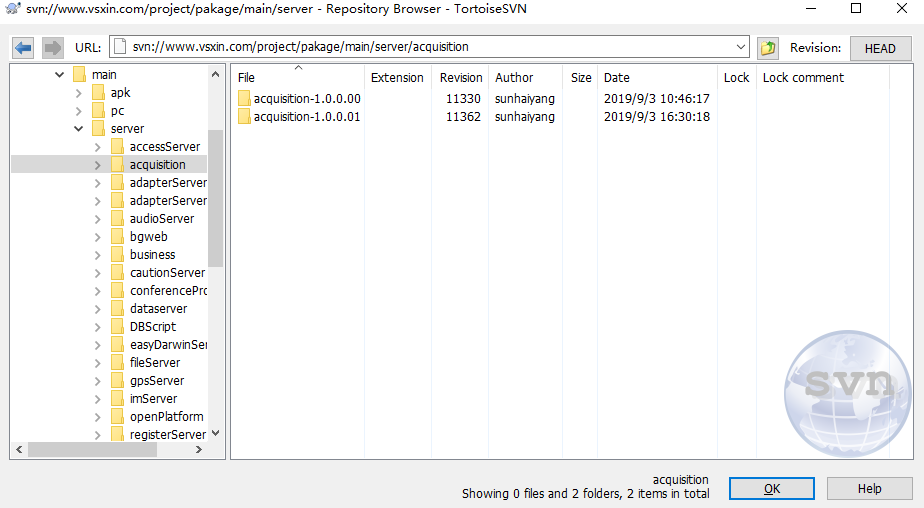 svn://www.vsxin.com/project/pakage/main/server - Repository Browser - TortoiseSVN
URL: svn://www.vsxin.com/project/pakage/main/server/acquisition Revision: HEAD
main
apk
pc
server
accessServer
acquisition
adapterServer
adapterServer
audioServer
bgweb
business
cautionServer
conferencePro
dataserver
DBScript
easyDarwinSer
fileServer
gpsServer
imServer
openPlatform
registerServer
File Extension Revision Author Size Date Lock Lock comment
acquisition-1.0.0.00 11330 sunhaiyang 2019/9/3 10:46:17
acquisition-1.0.0.01 11362 sunhaiyang 2019/9/3 16:30:18
svn
acquisition
Showing 0 files and 2 folders, 2 items in total
OK Help